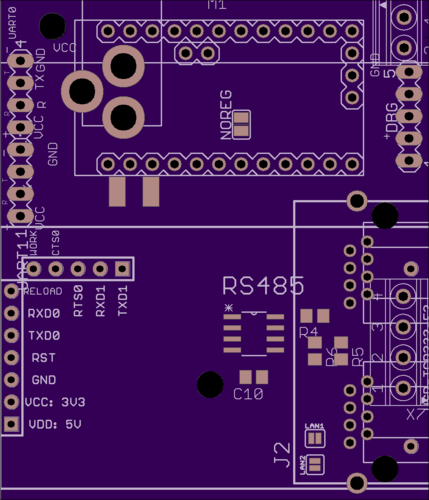 M1
UART0
VCC
4
GND
TX
R
VCC
GND
VCC
NOREG
GND
5
+DRG
UART1
WORK
CTS0
RELOAD
RTS0
RXD1
TXD1
RXD0
TXD0
RST
GND
VCC: 3V3
VDD: 5V
RS485
*
R4
R6
R5
C10
J2
LAN1
LAN2
4
3
2
1
X7